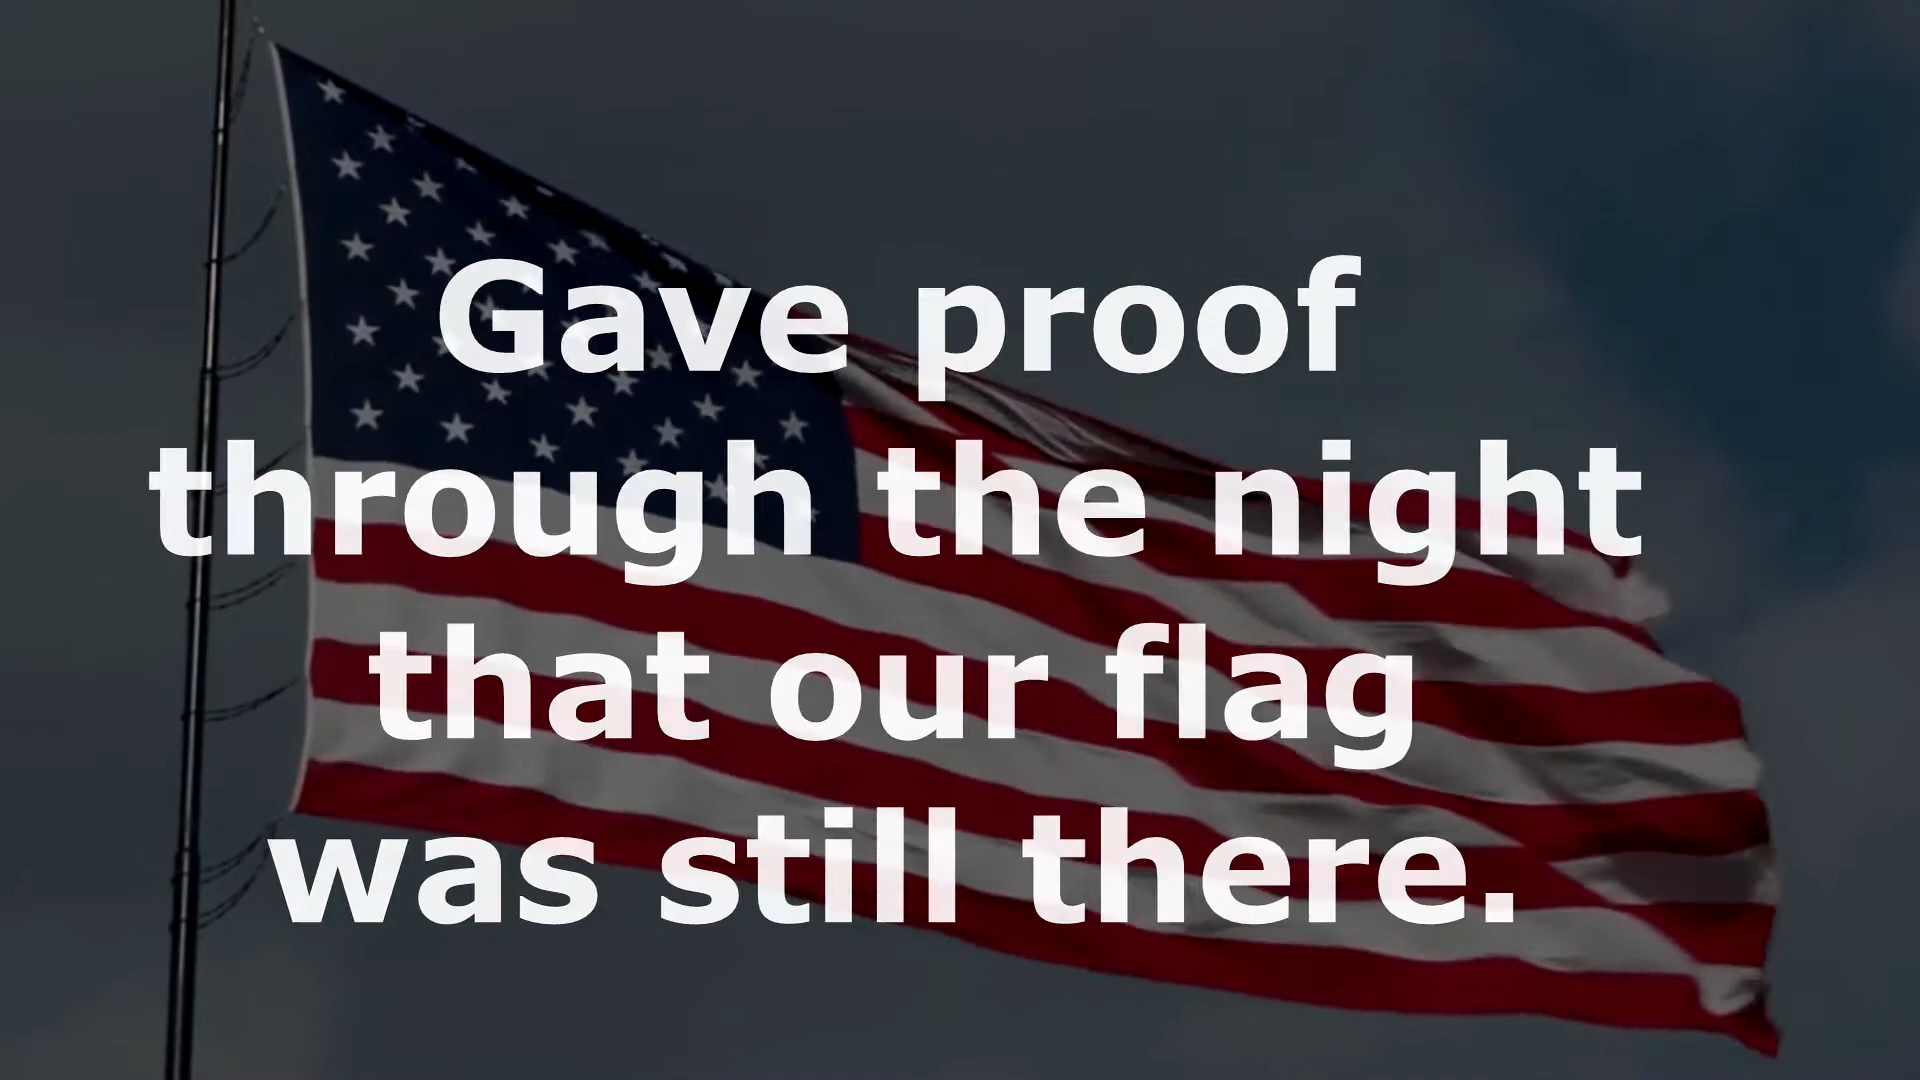 Gave proof
through the night
that our flag
was still there.